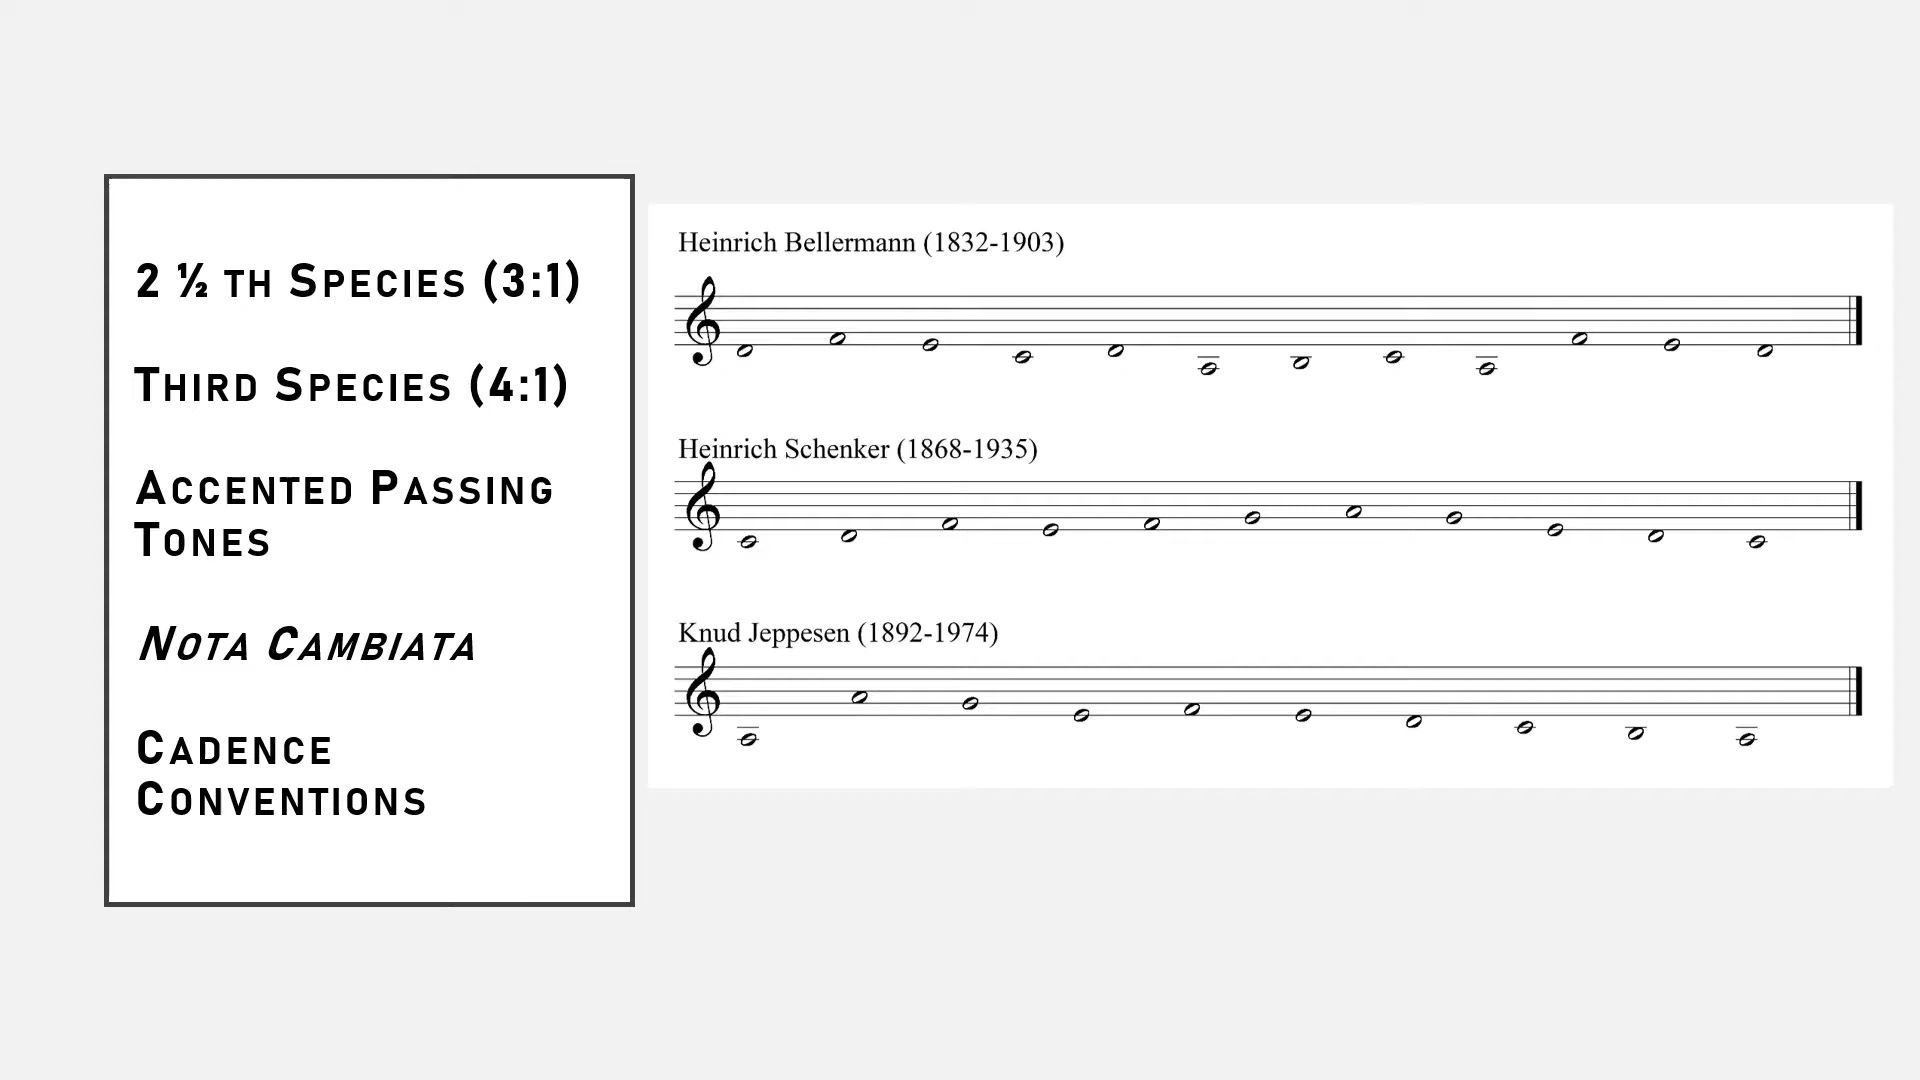 2 ½ th Species (3:1)
Third Species (4:1)
Accented Passing
Tones
Nota Cambiata
Cadence
Conventions
Heinrich Bellermann (1832-1903)
Heinrich Schenker (1868-1935)
Knud Jeppesen (1892-1974)